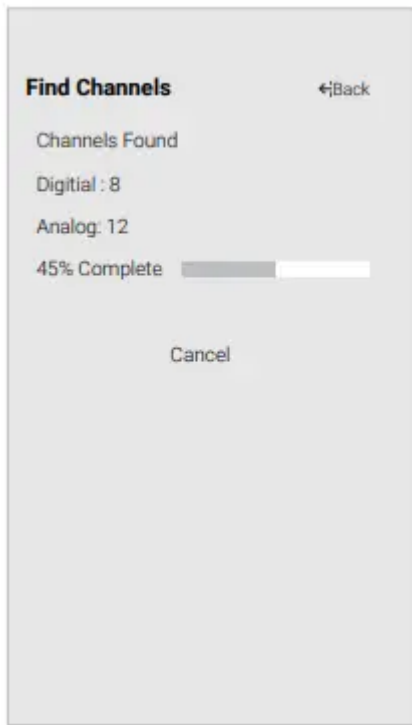 Find Channels
Back
Channels Found
Digitial : 8
Analog: 12
45% Complete
Cancel